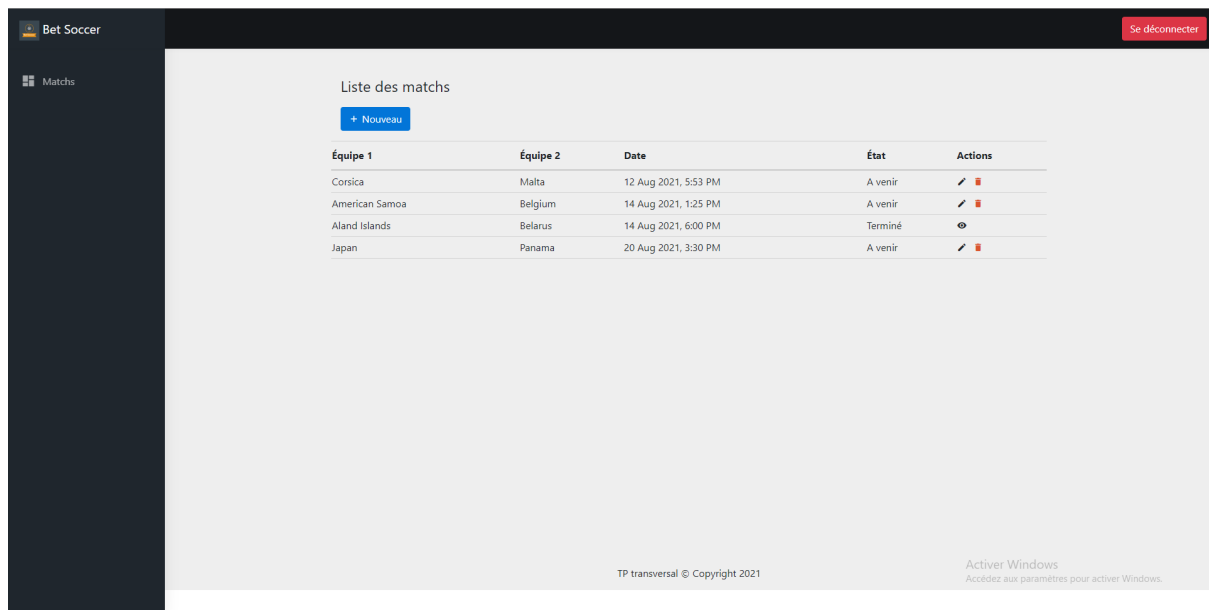 Bet Soccer
Se déconnecter
Matchs
Liste des matchs
+ Nouveau
Équipe 1 Équipe 2 Date État Actions
Corsica Malta 12 Aug 2021, 5:53 PM A venir
American Samoa Belgium 14 Aug 2021, 1:25 PM A venir
Aland Islands Belarus 14 Aug 2021, 6:00 PM Terminé
Japan Panama 20 Aug 2021, 3:30 PM A venir
TP transversal © Copyright 2021
Activer Windows
Accédez aux paramètres pour activer Windows.